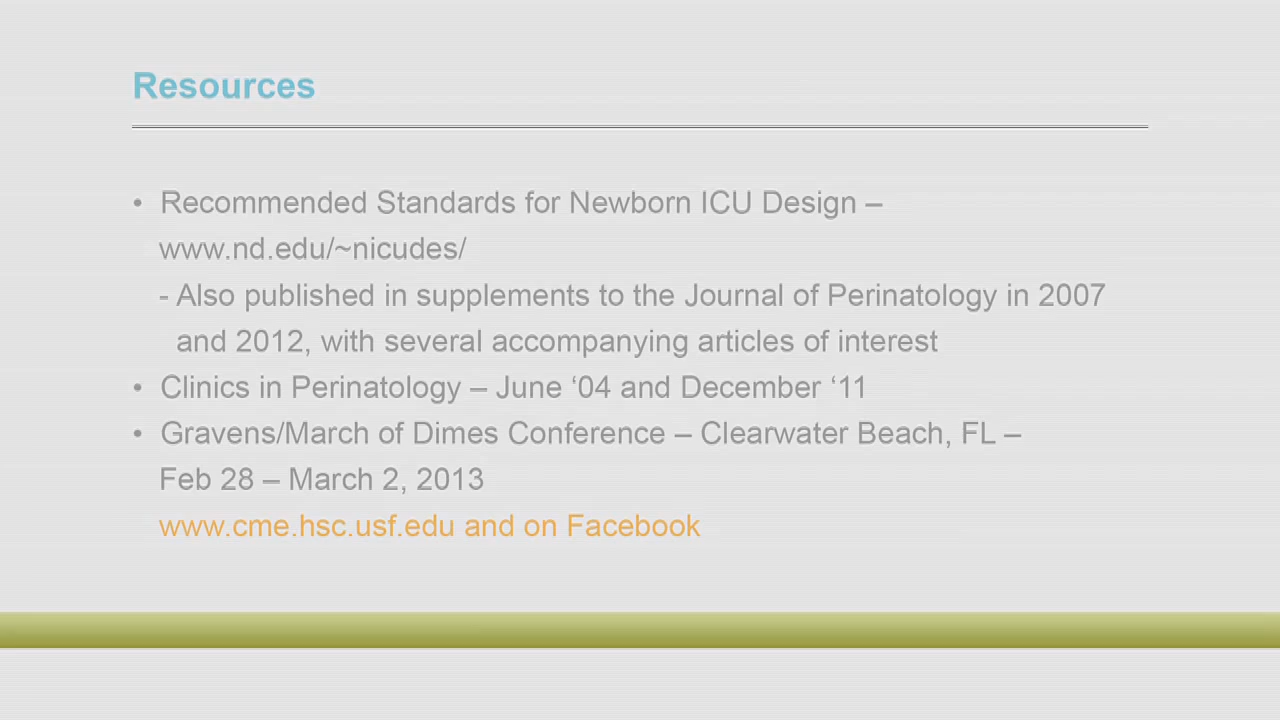 Resources
• Recommended Standards for Newborn ICU Design –
www.nd.edu/~nicudes/
- Also published in supplements to the Journal of Perinatology in 2007
and 2012, with several accompanying articles of interest
• Clinics in Perinatology – June ‘04 and December ‘11
• Gravens/March of Dimes Conference – Clearwater Beach, FL –
Feb 28 – March 2, 2013
www.cme.hsc.usf.edu and on Facebook